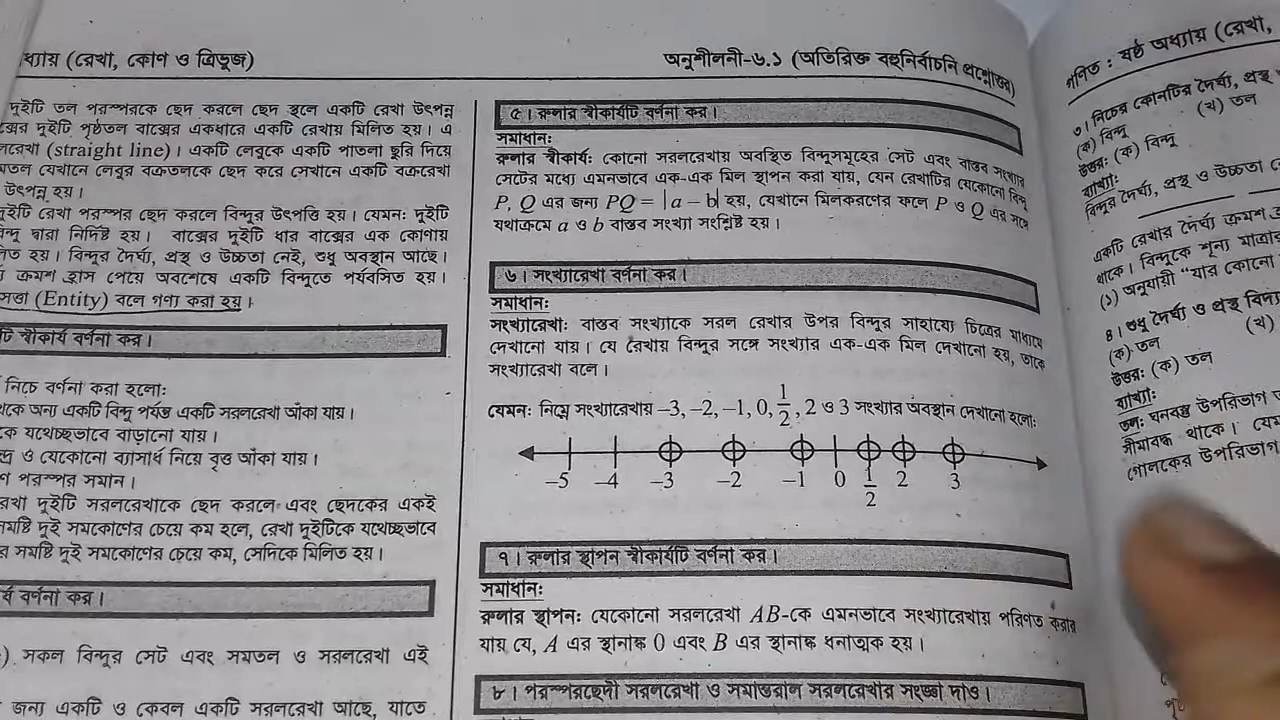 ধ্যায় (রেখা, কোণ ও ত্রিভুজ)
অনুশীলনী-৬.১ (অতিরিক্ত বহুনির্বাচনি প্রশ্নোত্তর)
দুইটি তল পরস্পরকে ছেদ করলে ছেদ স্থলে একটি রেখা উৎপন্ন
ক্সের দুইটি পৃষ্ঠতল বাক্সের একধারে একটি রেখায় মিলিত হয়। এ
লরেখা (straight line)। একটি লেবুকে একটি পাতলা ছুরি দিয়ে
মতল যেখানে লেবুর বক্রতলকে ছেদ করে সেখানে একটি বক্ররেখা
উৎপন্ন হয়।
দুইটি রেখা পরস্পর ছেদ করলে বিন্দুর উৎপত্তি হয়। যেমন: দুইটি
বিন্দু দ্বারা নির্দিষ্ট হয়। বাক্সের দুইটি ধার বাক্সের এক কোণায়
লিত হয়। বিন্দুর দৈর্ঘ্য, প্রস্থ ও উচ্চতা নেই, শুধু অবস্থান আছে।
্য ক্রমশ হ্রাস পেয়ে অবশেষে একটি বিন্দুতে পর্যবসিত হয়।
সত্তা (Entity) বলে গণ্য করা হয়।
টি স্বীকার্য বর্ণনা কর।
নিচে বর্ণনা করা হলো:
থেকে অন্য একটি বিন্দু পর্যন্ত একটি সরলরেখা আঁকা যায়।
কে যথেচ্ছভাবে বাড়ানো যায়।
ন্দ্র ও যেকোনো ব্যাসার্ধ নিয়ে বৃত্ত আঁকা যায়।
ণ পরস্পর সমান।
রেখা দুইটি সরলরেখাকে ছেদ করলে এবং ছেদকের একই
সমষ্টি দুই সমকোণের চেয়ে কম হলে, রেখা দুইটিকে যথেচ্ছভাবে
র সমষ্টি দুই সমকোণের চেয়ে কম, সেদিকে মিলিত হয়।
র্য বর্ণনা কর।
) সকল বিন্দুর সেট এবং সমতল ও সরলরেখা এই
জন্য একটি ও কেবল একটি সরলরেখা আছে, যাতে
৫। রুলার স্বীকার্যটি বর্ণনা কর।
সমাধান:
রুলার স্বীকার্য: কোনো সরলরেখায় অবস্থিত বিন্দুসমূহের সেট এবং বাস্তব সংখ্যার
সেটের মধ্যে এমনভাবে এক-এক মিল স্থাপন করা যায়, যেন রেখাটির যেকোনো বিন্দু
P, Q এর জন্য PQ = |a – b| হয়, যেখানে মিলকরণের ফলে P ও Q এর সঙ্গে
যথাক্রমে a ও b বাস্তব সংখ্যা সংশ্লিষ্ট হয়।
৬। সংখ্যারেখা বর্ণনা কর।
সমাধান:
সংখ্যারেখা: বাস্তব সংখ্যাকে সরল রেখার উপর বিন্দুর সাহায্যে চিত্রের মাধ্যমে
দেখানো যায়। যে রেখায় বিন্দুর সঙ্গে সংখ্যার এক-এক মিল দেখানো হয়, তাকে
সংখ্যারেখা বলে।
যেমন: নিম্নে সংখ্যারেখায় –3, –2, –1, 0, 1/2, 2 ও 3 সংখ্যার অবস্থান দেখানো হলো:
–5 –4 –3 –2 –1 0 1/2 2 3
৭। রুলার স্থাপন স্বীকার্যটি বর্ণনা কর।
সমাধান:
রুলার স্থাপন: যেকোনো সরলরেখা AB-কে এমনভাবে সংখ্যারেখায় পরিণত করার
যায় যে, A এর স্থানাঙ্ক 0 এবং B এর স্থানাঙ্ক ধনাত্মক হয়।
৮। পরস্পরছেদী সরলরেখা ও সমান্তরাল সরলরেখার সংজ্ঞা দাও।
গণিত : ষষ্ঠ অধ্যায় (রেখা,
৩। নিচের কোনটির দৈর্ঘ্য, প্রস্থ
(ক) বিন্দু (খ) তল
উত্তর: (ক) বিন্দু
ব্যাখ্যা:
বিন্দুর দৈর্ঘ্য, প্রস্থ ও উচ্চতা
একটি রেখার দৈর্ঘ্য ক্রমশ
থাকে। বিন্দুকে শূন্য মাত্রার
(১) অনুযায়ী “যার কোনো
৪। শুধু দৈর্ঘ্য ও প্রস্থ বিদ্য
(ক) তল (খ)
উত্তর: (ক) তল
ব্যাখ্যা:
তল: ঘনবস্তু উপরিভাগ
সীমাবদ্ধ থাকে। যেম
গোলকের উপরিভাগ